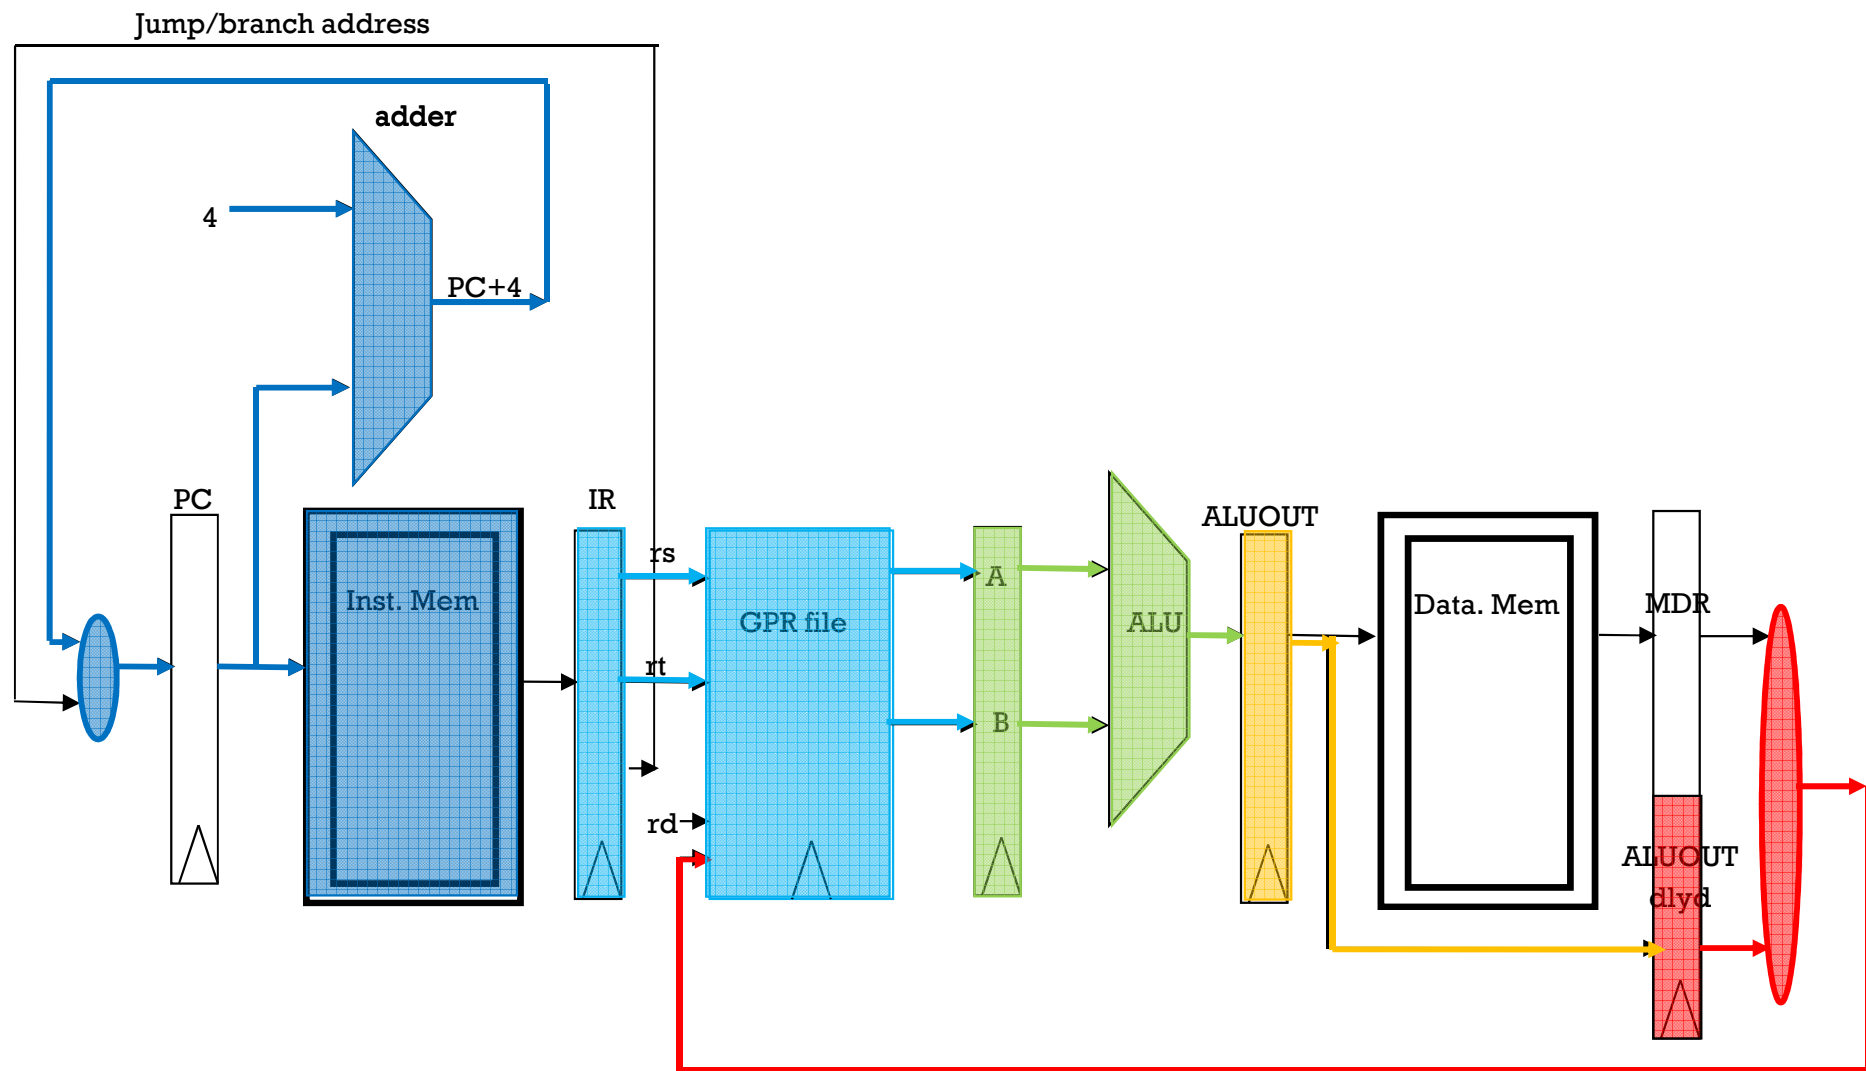 Jump/branch address
adder
4
PC+4
PC
IR
ALUOUT
rs
Inst. Mem
GPR file
A
ALU
Data. Mem
MDR
rt
B
rd
ALUOUT
dlyd